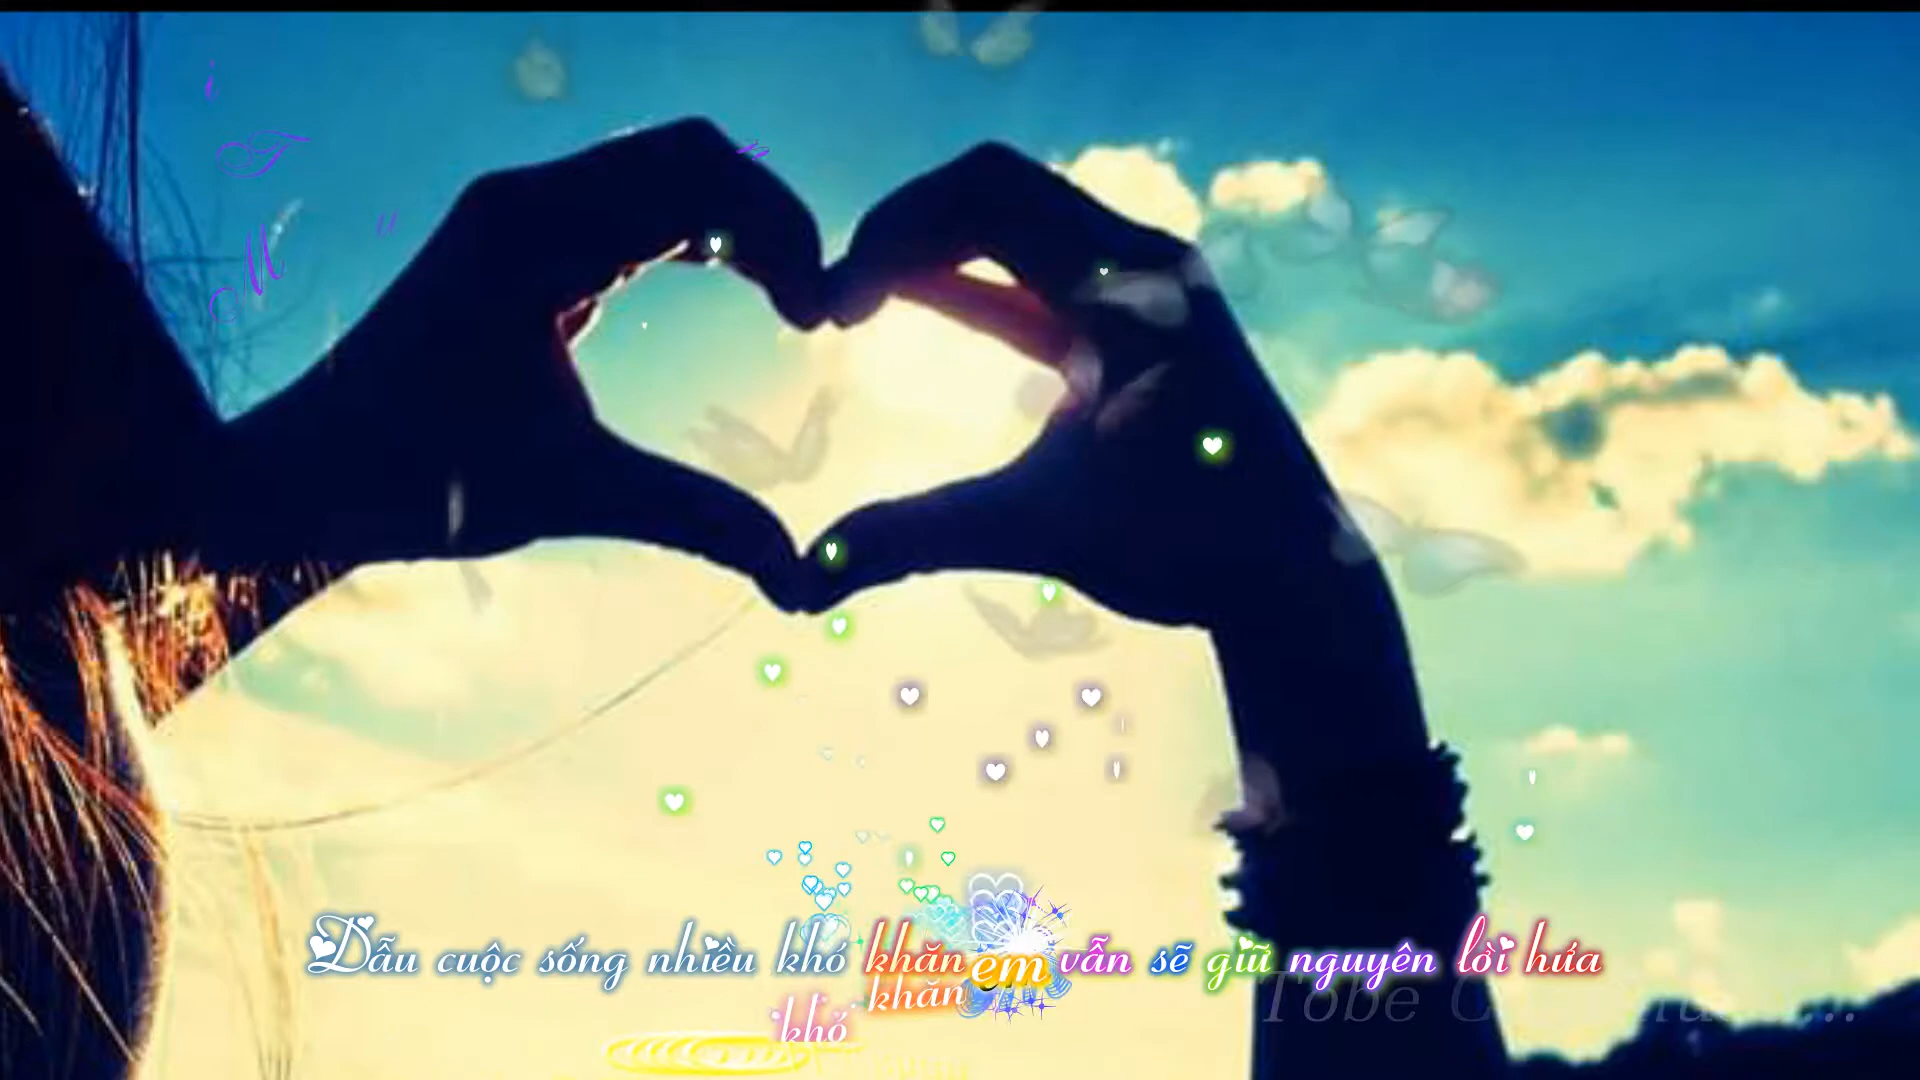 Dẫu cuộc sống nhiều khó khăn em vẫn sẽ giữ nguyên lời hứa
khăn
khó